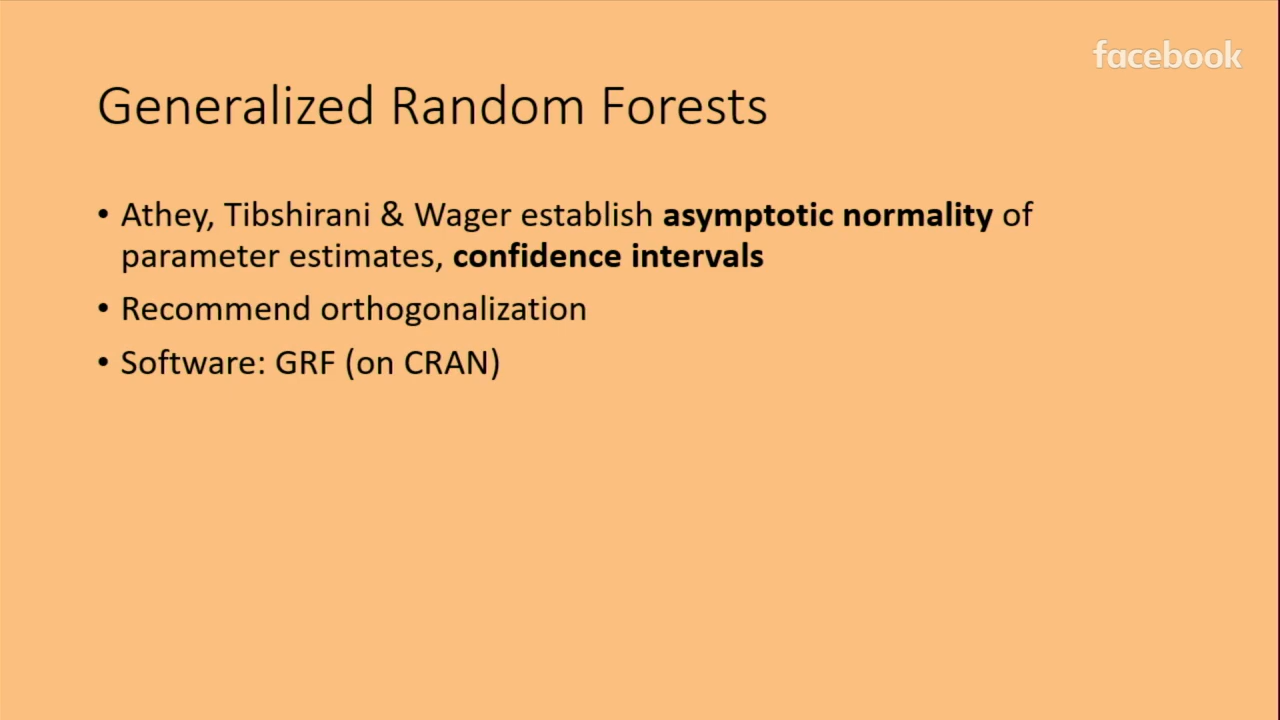 facebook
Generalized Random Forests
• Athey, Tibshirani & Wager establish asymptotic normality of
parameter estimates, confidence intervals
• Recommend orthogonalization
• Software: GRF (on CRAN)